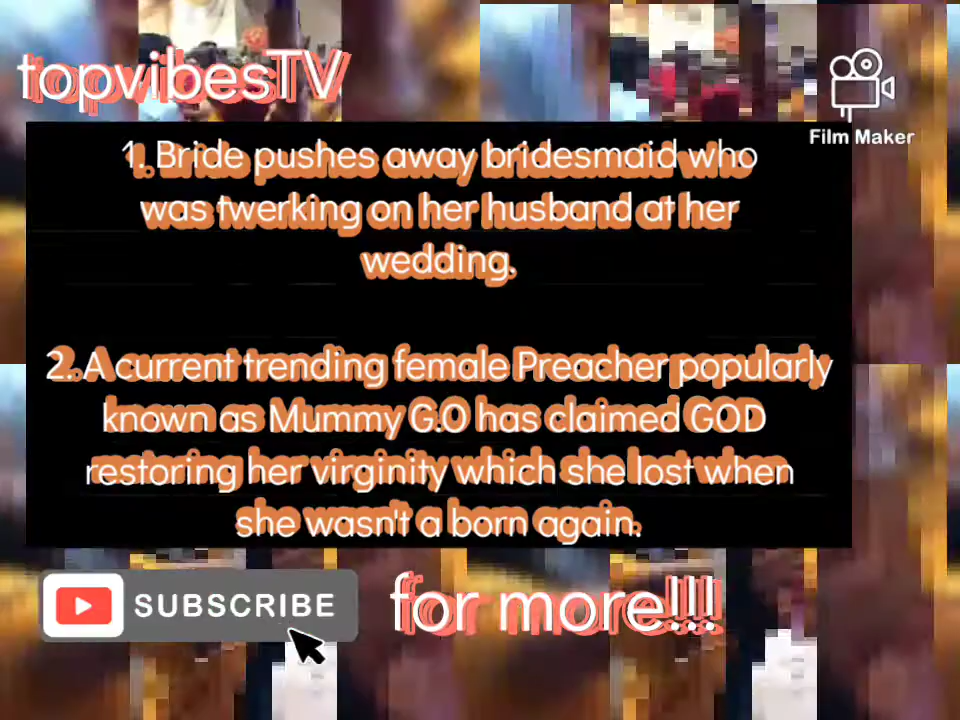 topvibesTV
Film Maker
1. Bride pushes away bridesmaid who
was twerking on her husband at her
wedding.
2. A current trending female Preacher popularly
known as Mummy G.O has claimed GOD
restoring her virginity which she lost when
she wasn't a born again.
SUBSCRIBE
for more!!!